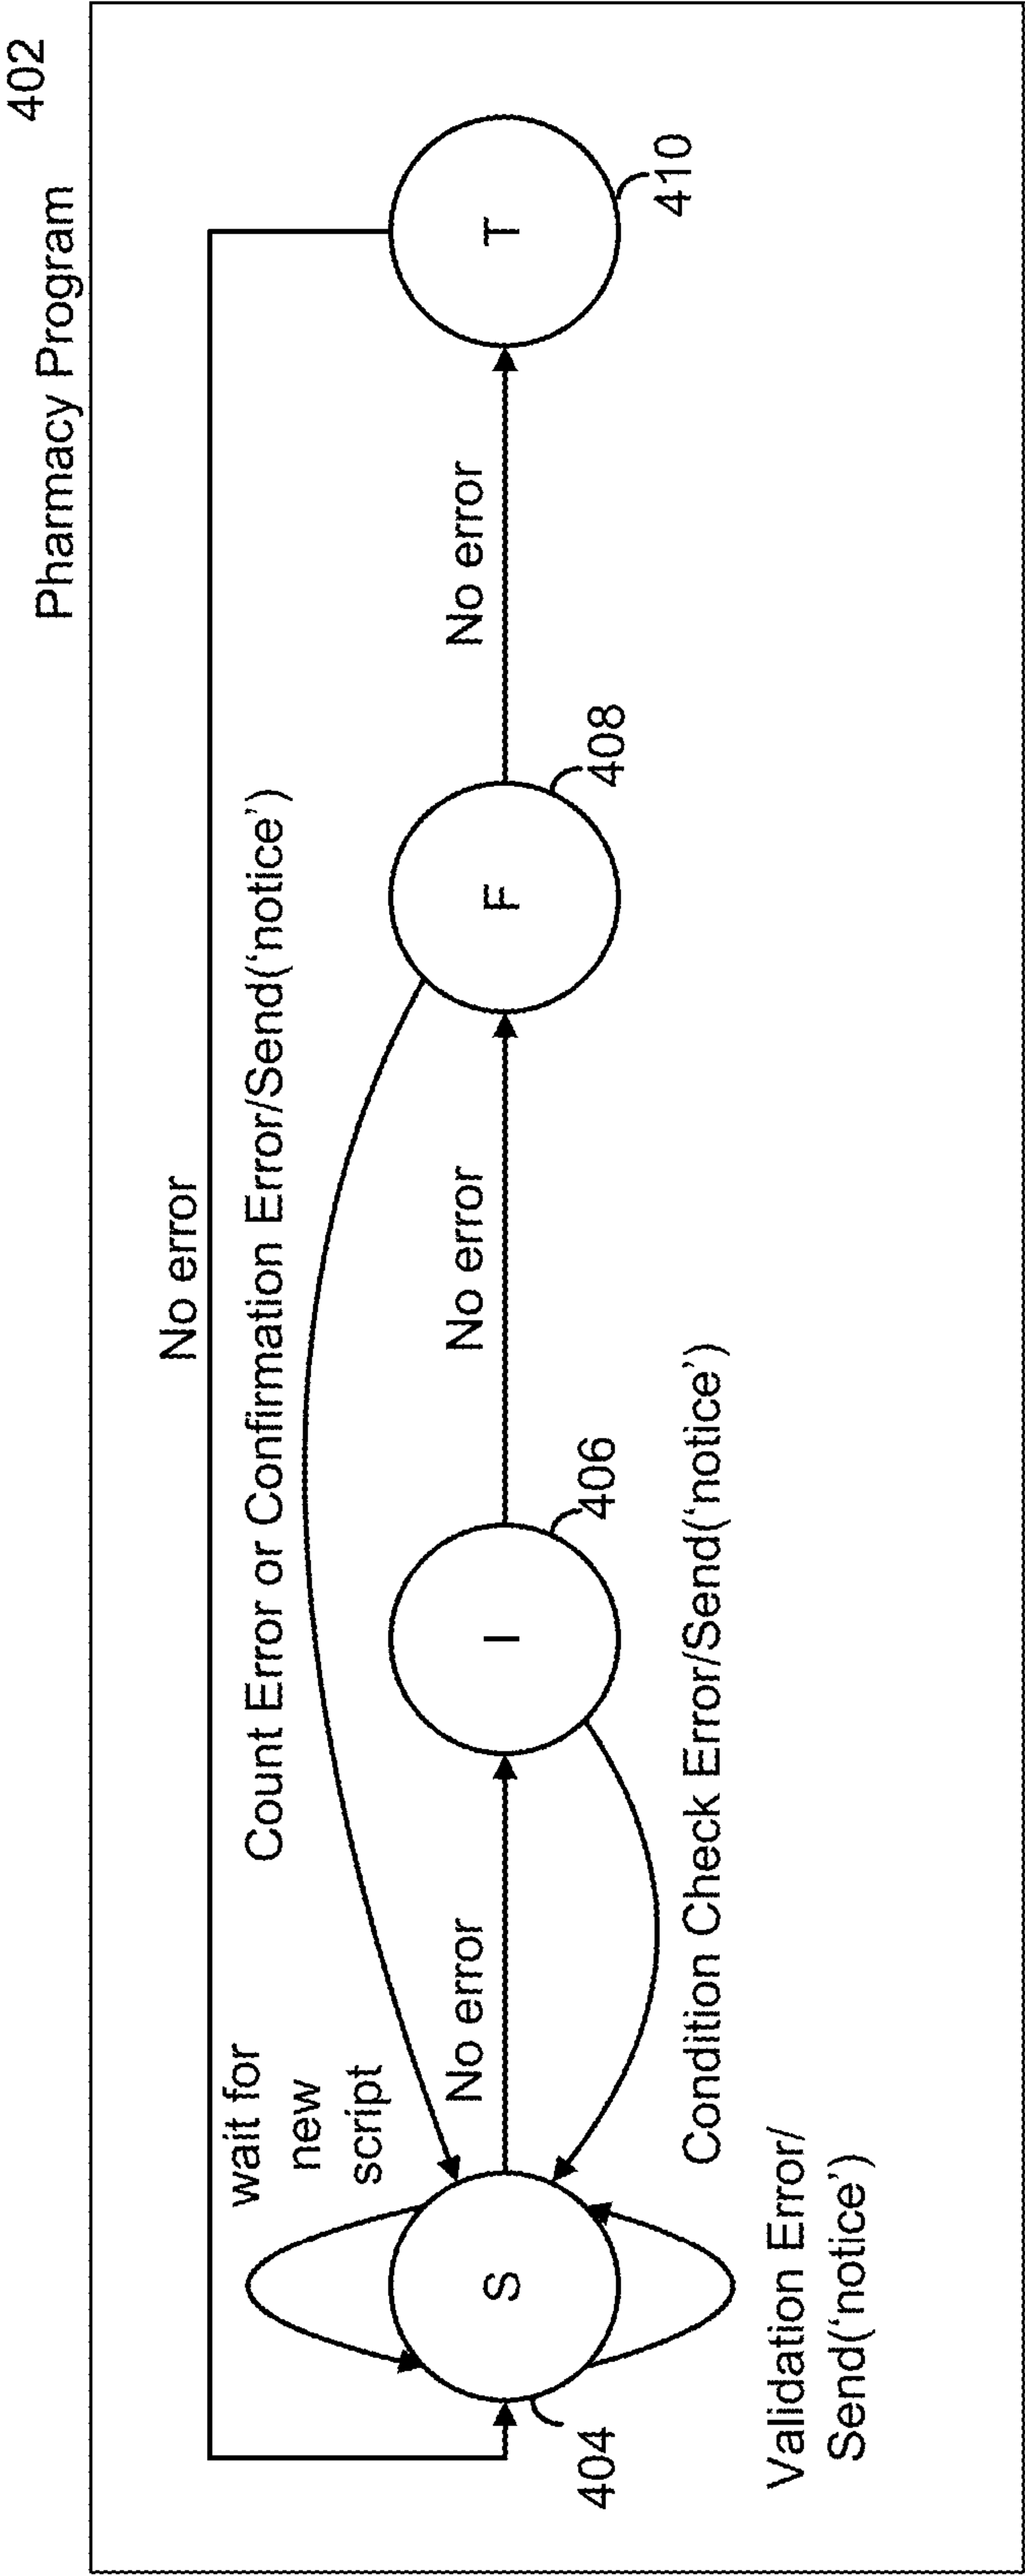 Pharmacy Program 402
No error
Count Error or Confirmation Error/Send(‘notice’)
wait for
new
script
No error
No error
No error
S
I
F
T
404
406
408
410
Condition Check Error/Send(‘notice’)
Validation Error/
Send(‘notice’)